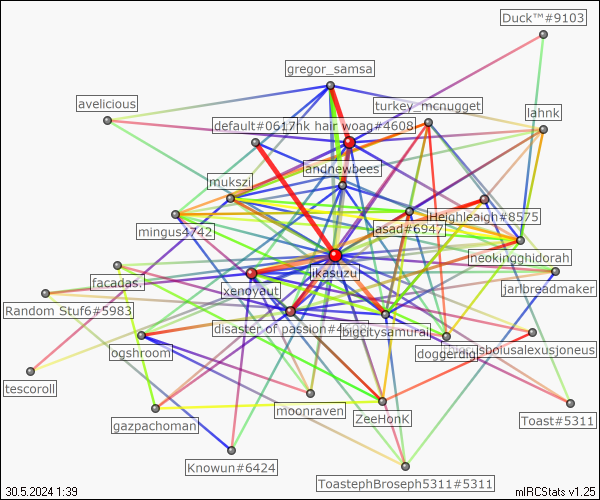 Duck™#9103
gregor_samsa
avelicious
turkey_mcnugget
lahnk
default#0617
hk hair woag#4608
andnewbees
mukszi
Heighleaigh#8575
mingus4742
asad#6947
neokingghidorah
jikasuzu
facadas.
xenoyaut
jarlbreadmaker
Random Stuf6#5983
disaster of passion#4
bigcitysamurai
ogshroom
doggerdig
jsbolusalexusjoneus
tescoroll
moonraven
ZeeHonK
gazpachoman
Toast#5311
Knowun#6424
ToastephBroseph5311#5311
30.5.2024 1:39
mIRCStats v1.25